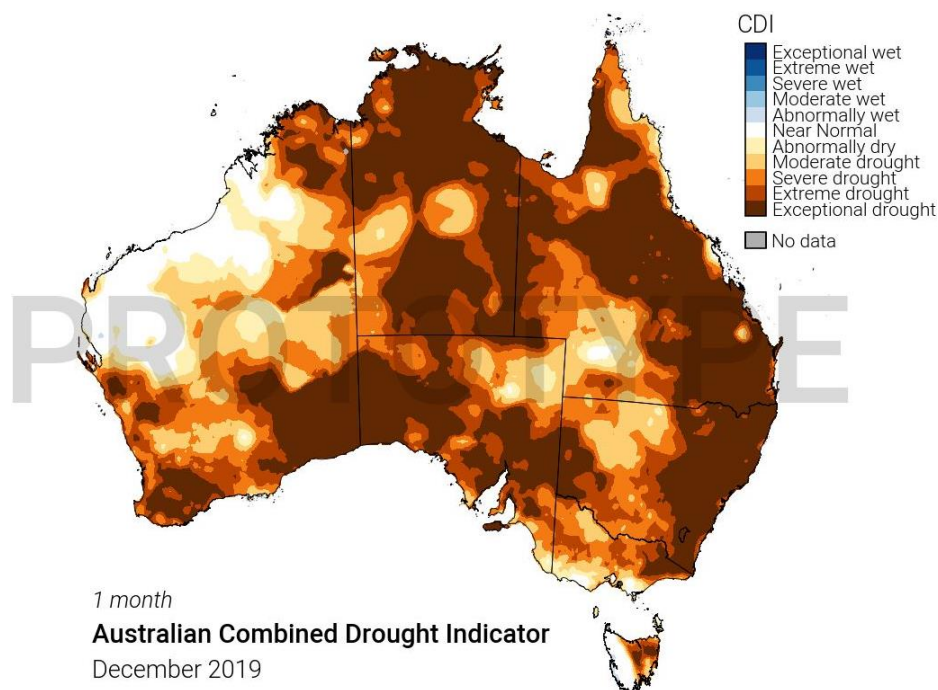 CDI
Exceptional wet
Extreme wet
Severe wet
Moderate wet
Abnormally wet
Near Normal
Abnormally dry
Moderate drought
Severe drought
Extreme drought
Exceptional drought
No data
PROTOTYPE
1 month
Australian Combined Drought Indicator
December 2019